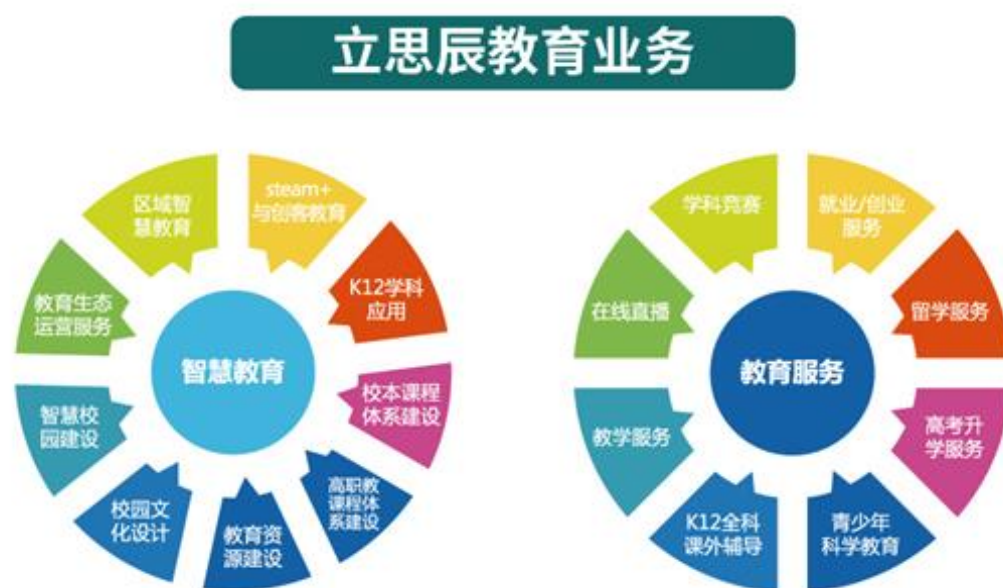 立思辰教育业务
区域智
慧教育
steam+
与创客教育
K12学科
应用
校本课程
体系建设
高职教
课程体
系建设
教育资
源建设
校园文
化设计
智慧校
园建设
教育生态
运营服务
智慧教育
学科竞赛
就业/创业
服务
留学服务
高考升
学服务
青少年
科学教育
K12全科
课外辅导
教学服务
在线直播
教育服务